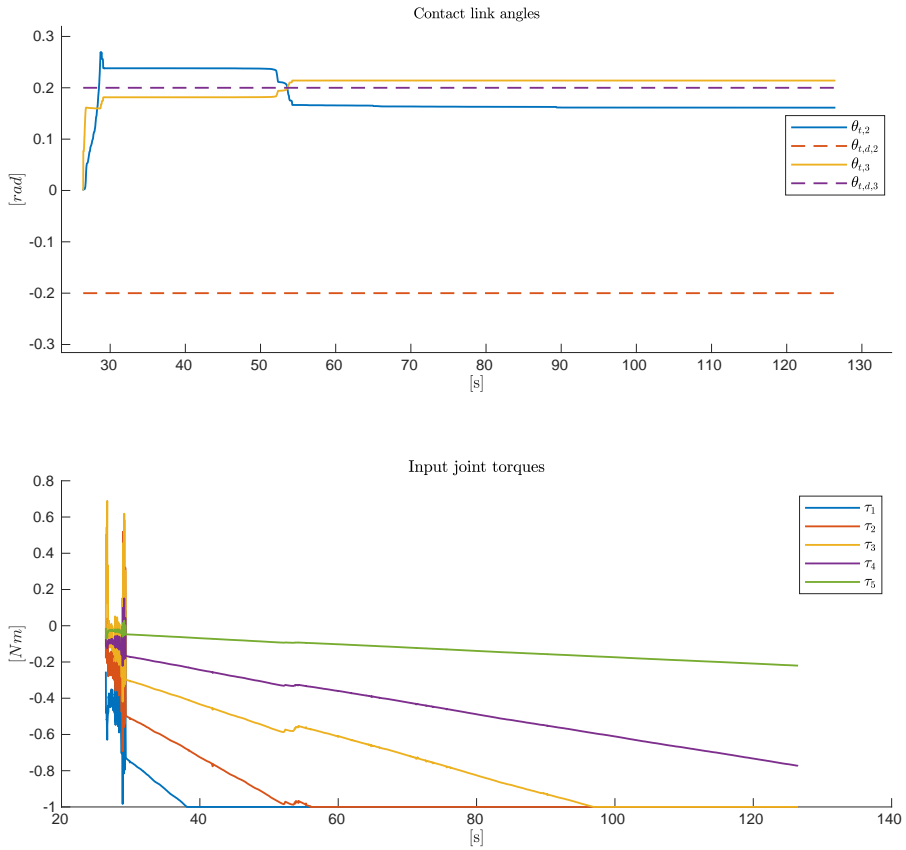 Contact link angles
0.3
0.2
0.1
0
-0.1
-0.2
-0.3
[rad]
30 40 50 60 70 80 90 100 110 120 130
[s]
θt,2
θt,d,2
θt,3
θt,d,3
Input joint torques
0.8
0.6
0.4
0.2
0
-0.2
-0.4
-0.6
-0.8
-1
[Nm]
20 40 60 80 100 120 140
[s]
τ1
τ2
τ3
τ4
τ5